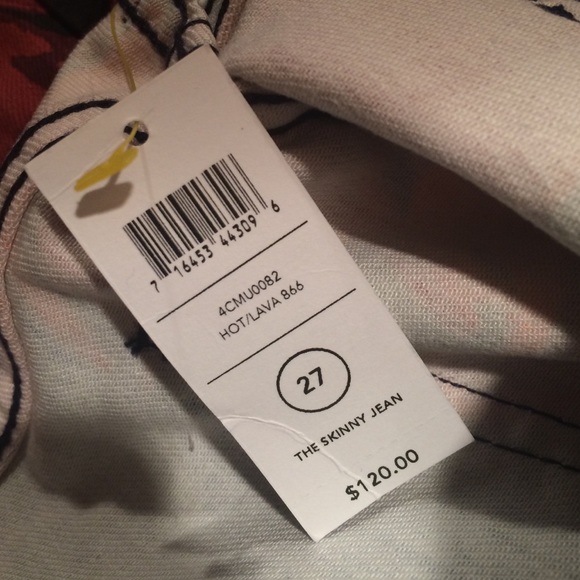 7 16453 44309 6
4CMU0082
HOT/LAVA 866
27
THE SKINNY JEAN
$120.00